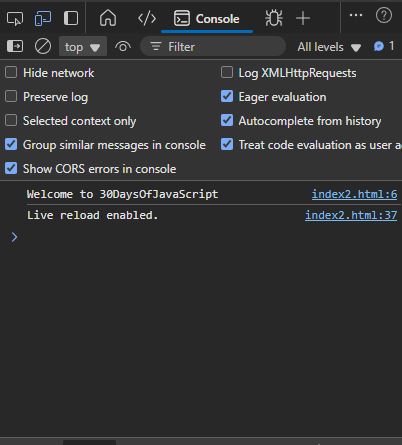 Console
top Filter All levels 1
Hide network Log XMLHttpRequests
Preserve log Eager evaluation
Selected context only Autocomplete from history
Group similar messages in console Treat code evaluation as user a
Show CORS errors in console
Welcome to 30DaysOfJavaScript index2.html:6
Live reload enabled. index2.html:37